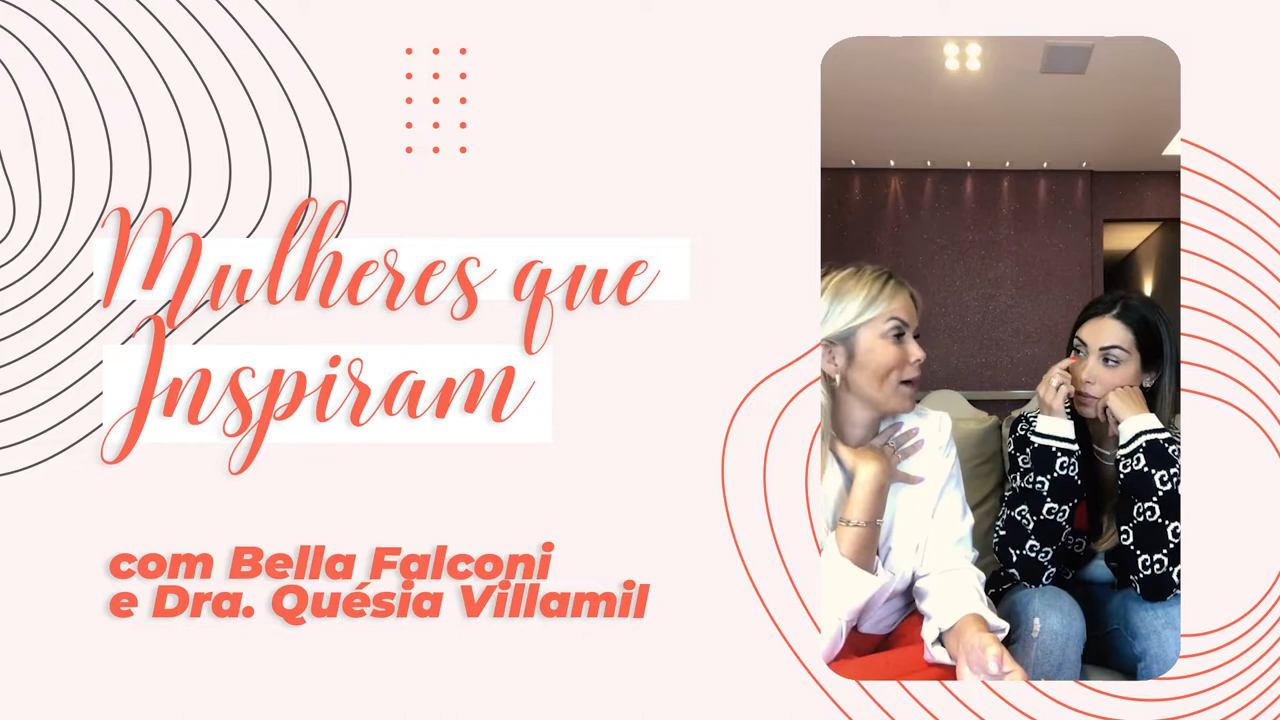 Mulheres que
Inspiram
com Bella Falconi
e Dra. Quésia Villamil